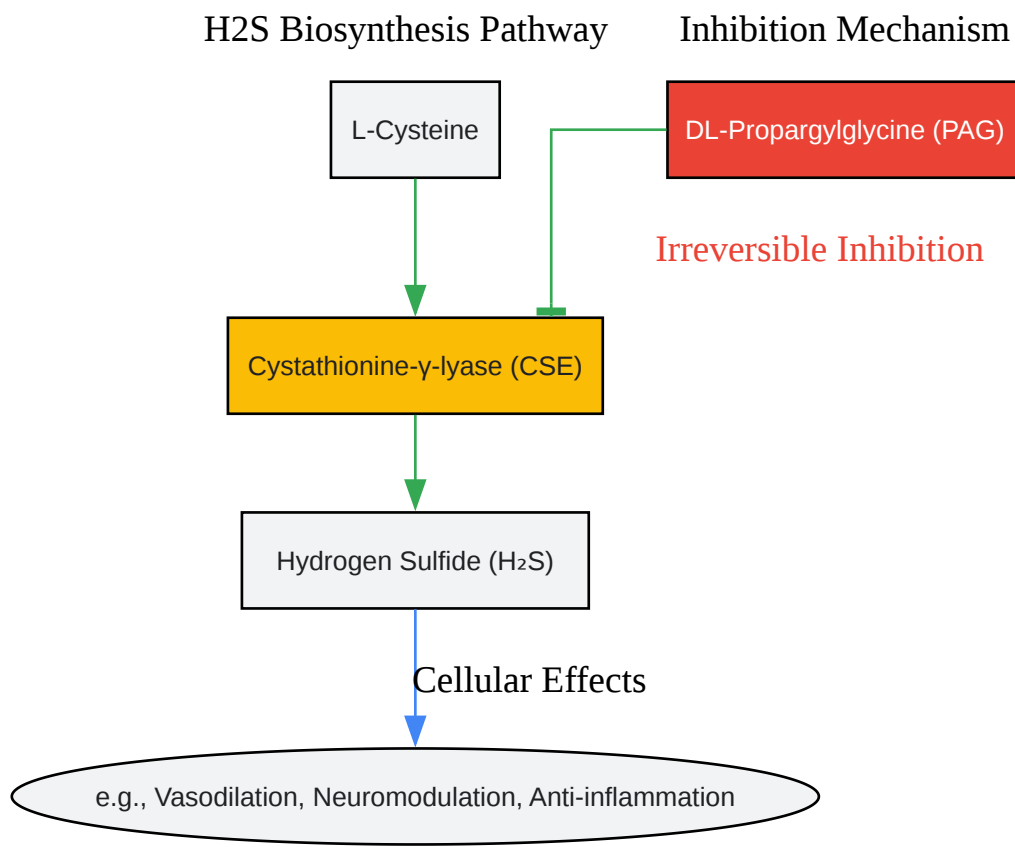 H2S Biosynthesis Pathway
Inhibition Mechanism
L-Cysteine
DL-Propargylglycine (PAG)
Irreversible Inhibition
Cystathionine-γ-lyase (CSE)
Hydrogen Sulfide (H₂S)
Cellular Effects
e.g., Vasodilation, Neuromodulation, Anti-inflammation